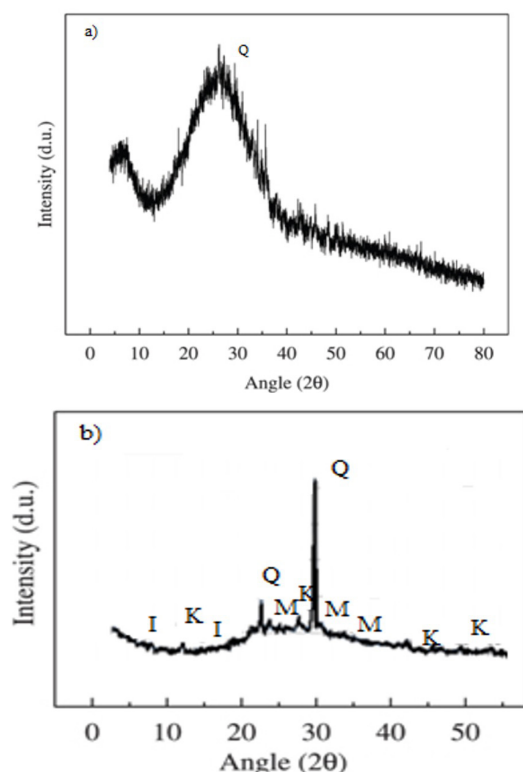 a)
Q
Intensity (d.u.)
0 10 20 30 40 50 60 70 80
Angle (2θ)
b)
Q
Q
I K I M K M M K K
Intensity (d.u.)
0 10 20 30 40 50
Angle (2θ)